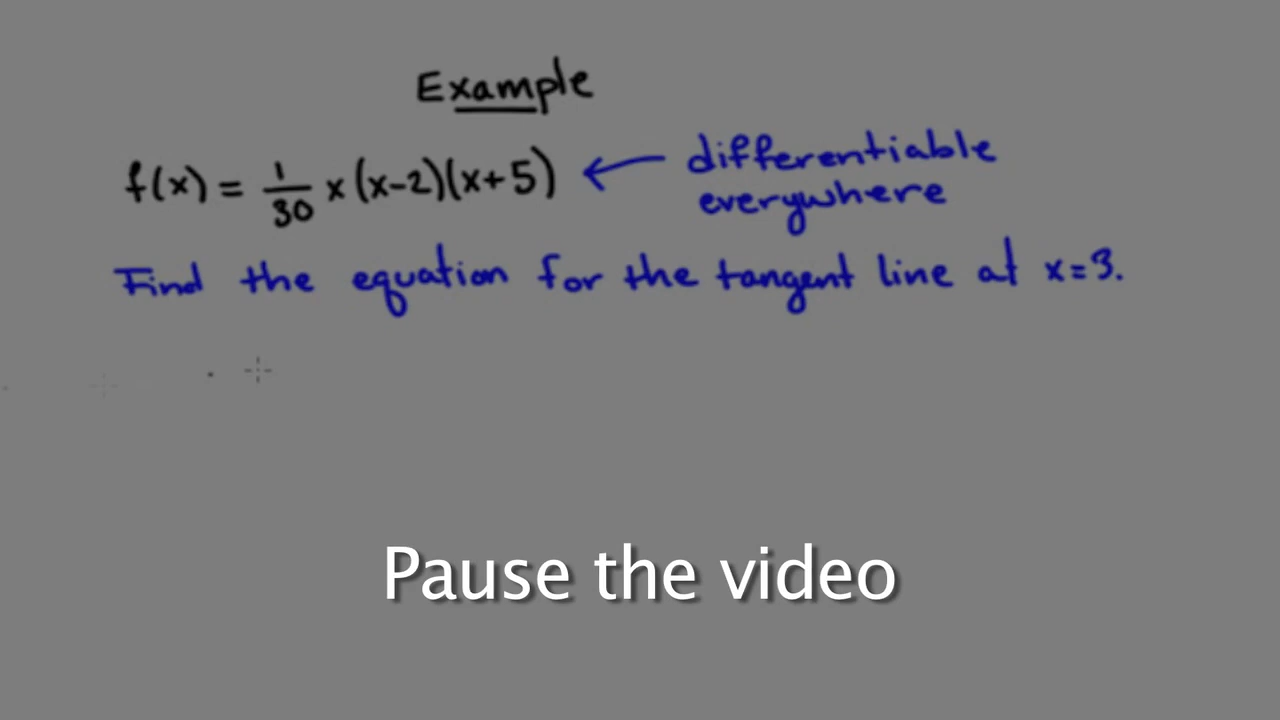 Example
f(x) = 1/30 x(x-2)(x+5) ← differentiable
everywhere
Find the equation for the tangent line at x=3.
Pause the video